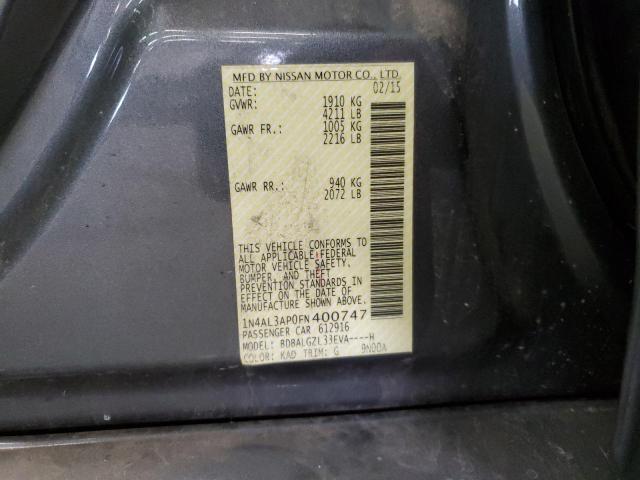 MFD BY NISSAN MOTOR CO., LTD.
DATE: 02/15
GVWR: 1910 KG
4211 LB
GAWR FR.: 1005 KG
2216 LB
GAWR RR.: 940 KG
2072 LB
THIS VEHICLE CONFORMS TO
ALL APPLICABLE FEDERAL
MOTOR VEHICLE SAFETY,
BUMPER, AND THEFT
PREVENTION STANDARDS IN
EFFECT ON THE DATE OF
MANUFACTURE SHOWN ABOVE.
1N4AL3AP0FN400747
PASSENGER CAR 612916
MODEL: BDBALGZL33EVA----H
COLOR: KAD TRIM: G 9N00A